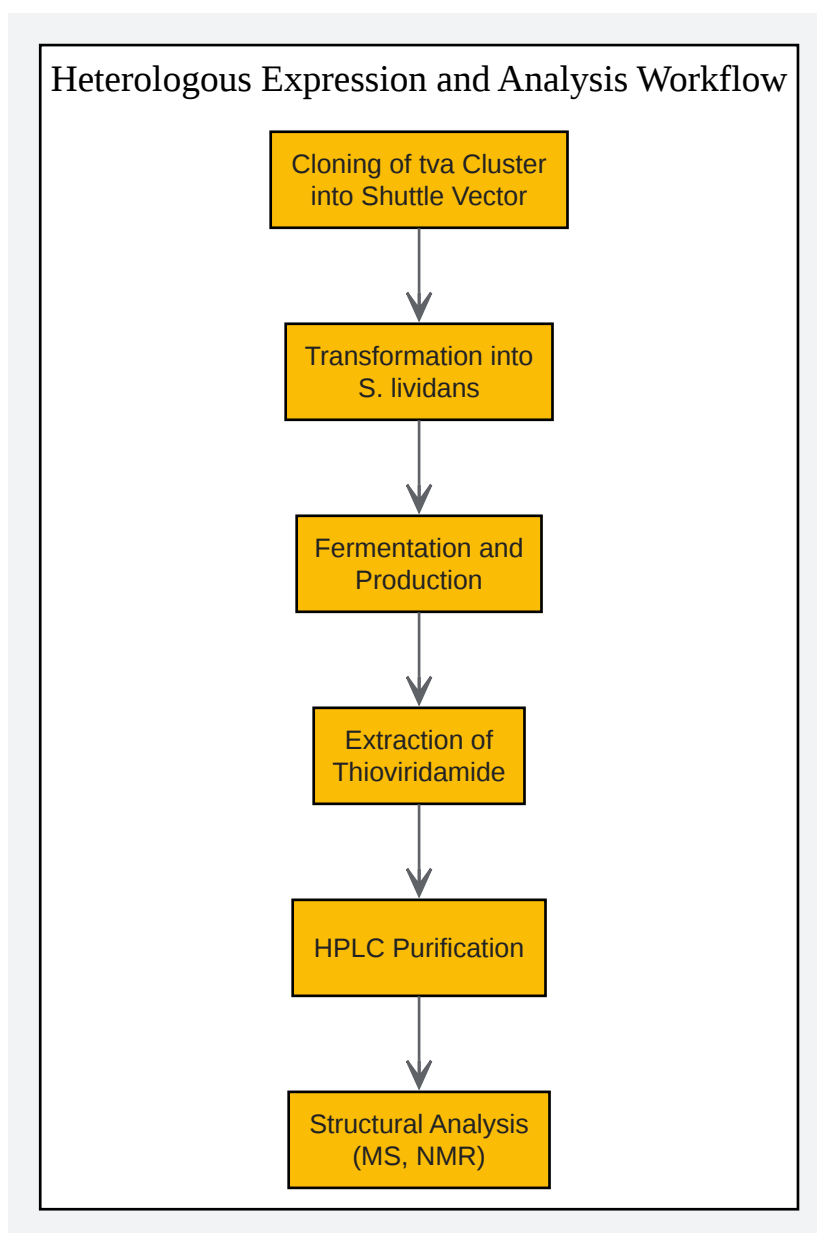 Heterologous Expression and Analysis Workflow
Cloning of tva Cluster
into Shuttle Vector
Transformation into
S. lividans
Fermentation and
Production
Extraction of
Thioviridamide
HPLC Purification
Structural Analysis
(MS, NMR)